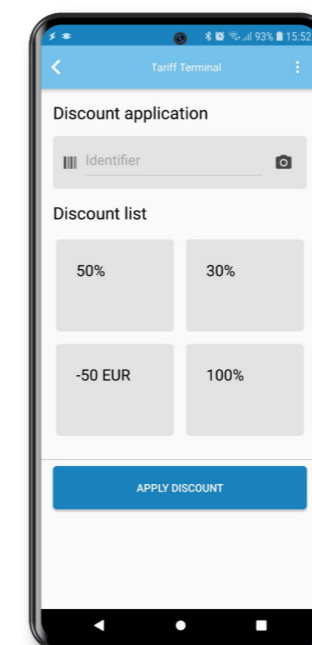 93% 15:52
Tariff Terminal
Discount application
Identifier
Discount list
50% 30%
-50 EUR 100%
APPLY DISCOUNT